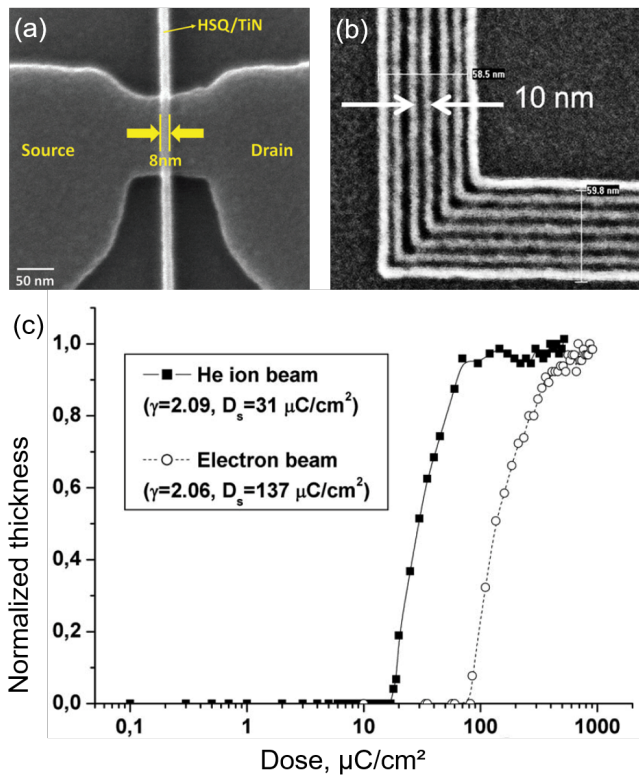 (a)
HSQ/TiN
Source
8nm
Drain
50 nm
(b)
58.5 nm
10 nm
59.8 nm
(c)
1,0
0,8
0,6
0,4
0,2
0,0
Normalized thickness
He ion beam
(γ=2.09, Dₛ=31 μC/cm²)
Electron beam
(γ=2.06, Dₛ=137 μC/cm²)
0,1 1 10 100 1000
Dose, μC/cm²